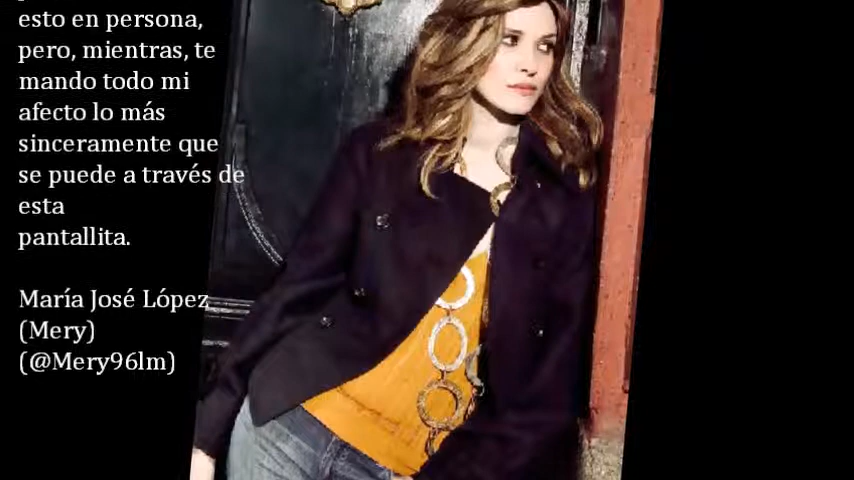 esto en persona,
pero, mientras, te
mando todo mi
afecto lo más
sinceramente que
se puede a través de
esta
pantallita.
María José López
(Mery)
(@Mery96lm)